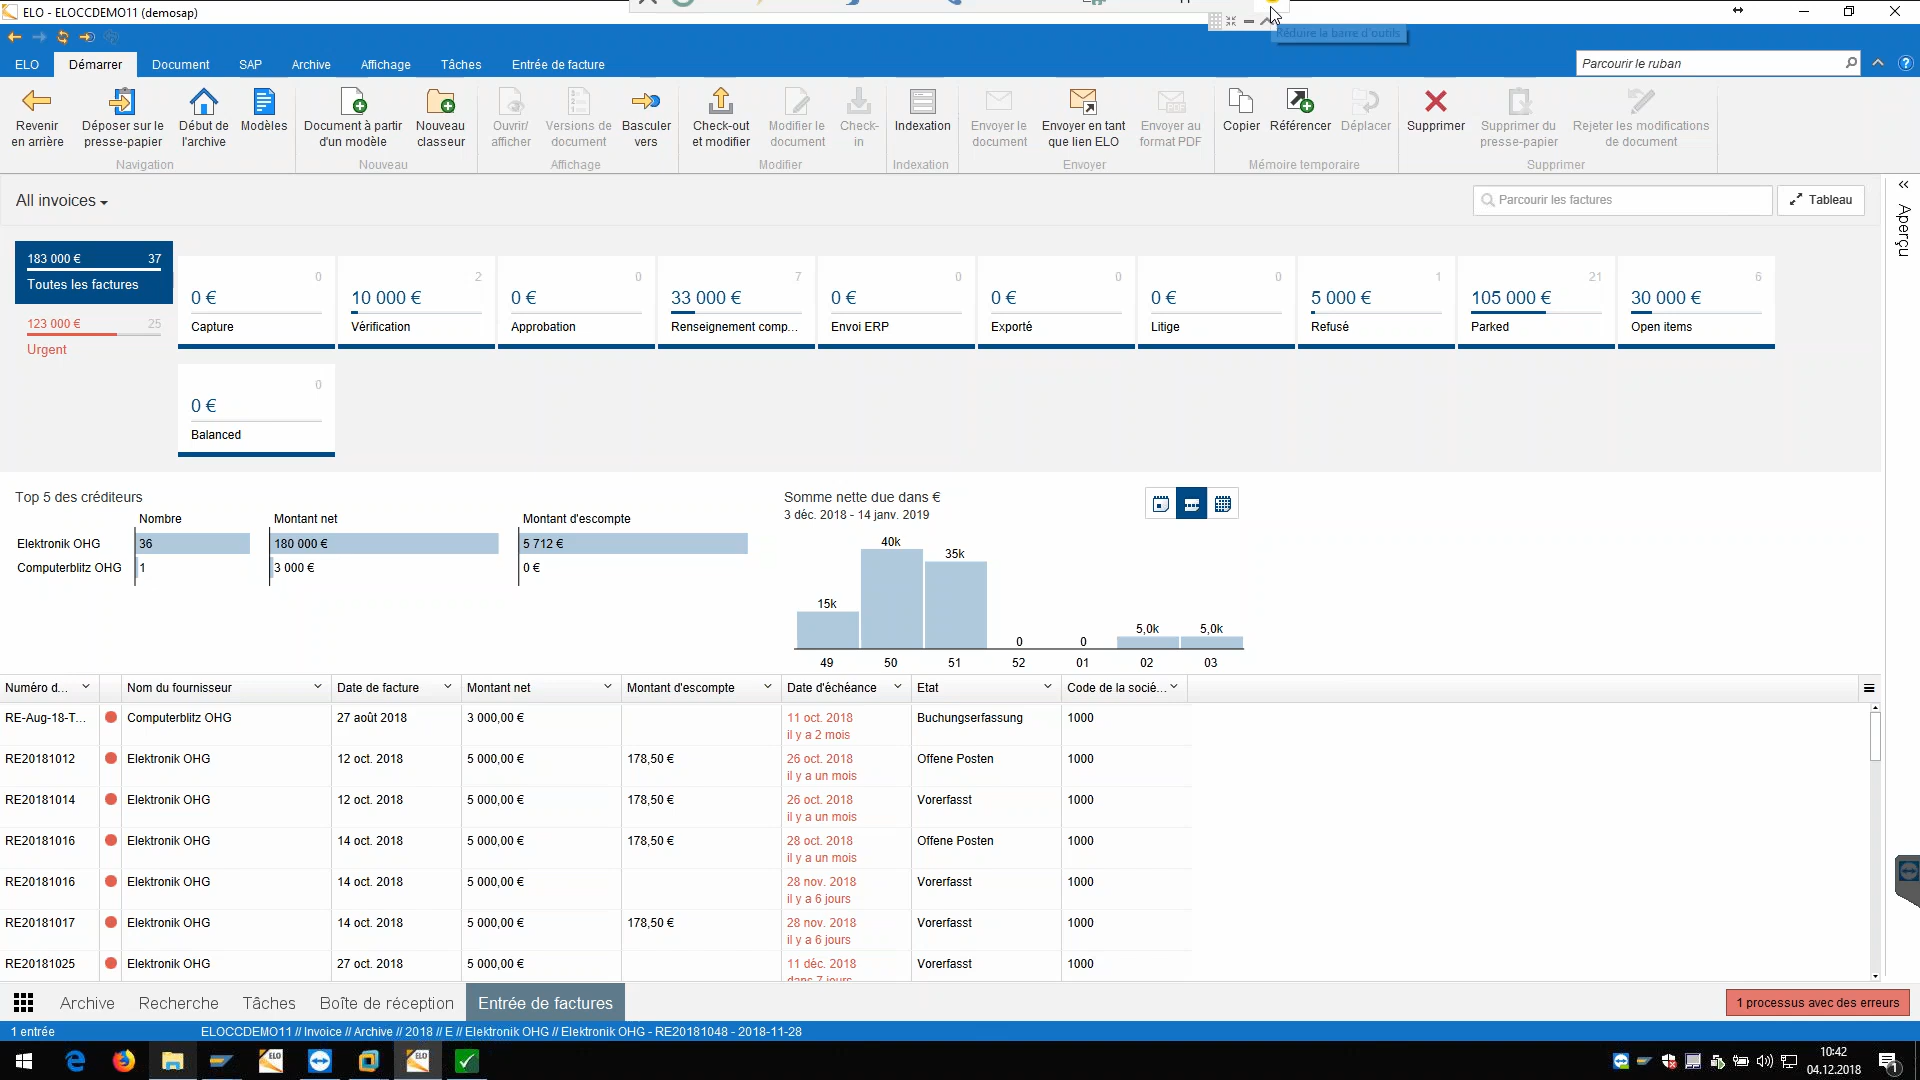 ELO - ELOCCDEMO11 (demosap)
Réduire la barre d'outils
ELO
Démarrer
Document
SAP
Archive
Affichage
Tâches
Entrée de facture
Parcourir le ruban
Revenir
en arrière
Déposer sur le
presse-papier
Début de
l'archive
Modèles
Document à partir
d'un modèle
Nouveau
classeur
Ouvrir/
afficher
Versions de
document
Basculer
vers
Check-out
et modifier
Modifier le
document
Check-
in
Indexation
Envoyer le
document
Envoyer en tant
que lien ELO
Envoyer au
format PDF
Copier
Référencer
Déplacer
Supprimer
Supprimer du
presse-papier
Rejeter les modifications
de document
Navigation
Nouveau
Affichage
Modifier
Indexation
Envoyer
Mémoire temporaire
Supprimer
All invoices
Parcourir les factures
Tableau
Aperçu
183 000 € 37
Toutes les factures
123 000 € 25
Urgent
0
0 €
Capture
2
10 000 €
Vérification
0
0 €
Approbation
7
33 000 €
Renseignement comp...
0
0 €
Envoi ERP
0
0 €
Exporté
0
0 €
Litige
1
5 000 €
Refusé
21
105 000 €
Parked
6
30 000 €
Open items
0
0 €
Balanced
Top 5 des créditeurs
Nombre Montant net Montant d'escompte
Elektronik OHG 36 180 000 € 5 712 €
Computerblitz OHG 1 3 000 € 0 €
Somme nette due dans €
3 déc. 2018 - 14 janv. 2019
15k 40k 35k 0 0 5,0k 5,0k
49 50 51 52 01 02 03
Numéro d... Nom du fournisseur Date de facture Montant net Montant d'escompte Date d'échéance Etat Code de la socié...
RE-Aug-18-T... Computerblitz OHG 27 août 2018 3 000,00 € 11 oct. 2018 Buchungserfassung 1000
il y a 2 mois
RE20181012 Elektronik OHG 12 oct. 2018 5 000,00 € 178,50 € 26 oct. 2018 Offene Posten 1000
il y a un mois
RE20181014 Elektronik OHG 12 oct. 2018 5 000,00 € 178,50 € 26 oct. 2018 Vorerfasst 1000
il y a un mois
RE20181016 Elektronik OHG 14 oct. 2018 5 000,00 € 178,50 € 28 oct. 2018 Offene Posten 1000
il y a un mois
RE20181016 Elektronik OHG 14 oct. 2018 5 000,00 € 28 nov. 2018 Vorerfasst 1000
il y a 6 jours
RE20181017 Elektronik OHG 14 oct. 2018 5 000,00 € 178,50 € 28 nov. 2018 Vorerfasst 1000
il y a 6 jours
RE20181025 Elektronik OHG 27 oct. 2018 5 000,00 € 11 déc. 2018 Vorerfasst 1000
dans 7 jours
Archive Recherche Tâches Boîte de réception Entrée de factures
1 processus avec des erreurs
1 entrée ELOCCDEMO11 // Invoice // Archive // 2018 // E // Elektronik OHG // Elektronik OHG - RE20181048 - 2018-11-28
10:42
04.12.2018
1